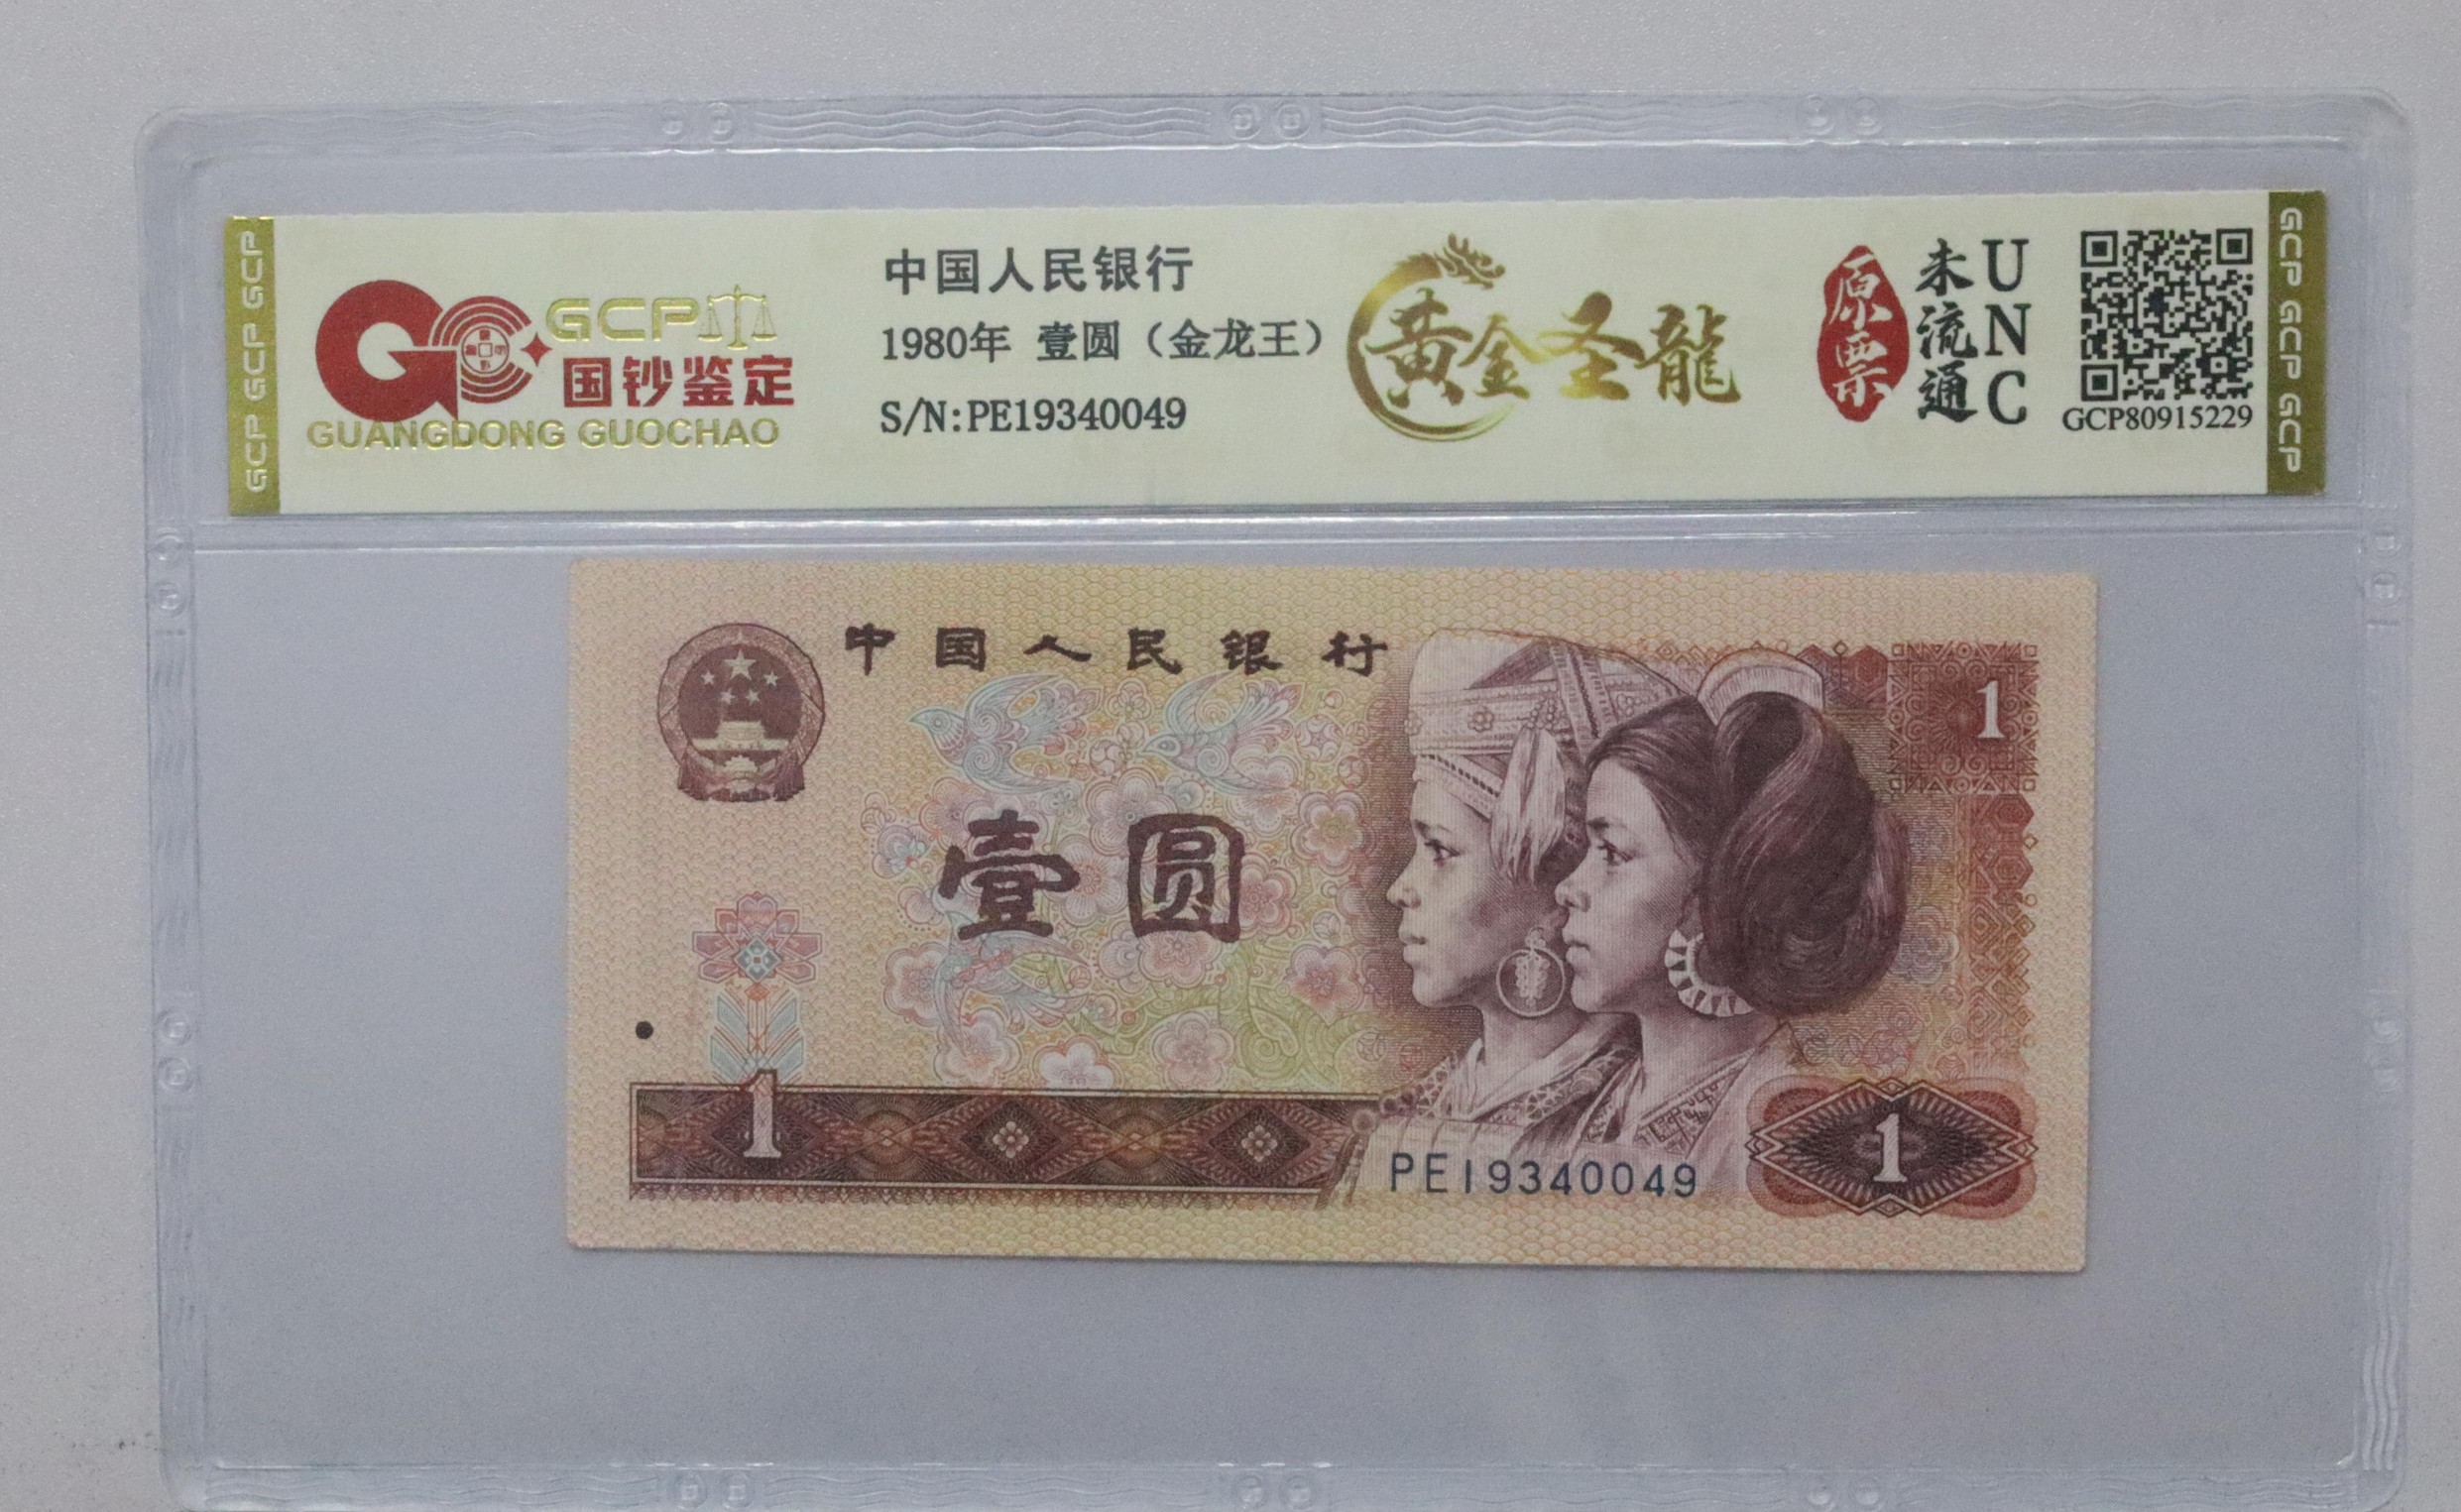 GCP GCP GCP
GCP
国钞鉴定
GUANGDONG GUOCHAO
中国人民银行
1980年 壹圆（金龙王）
S/N:PE19340049
黄金圣龍
原票
未流通
UNC
GCP80915229
GCP GCP GCP
中国人民银行
1
壹圆
1
PE19340049
1